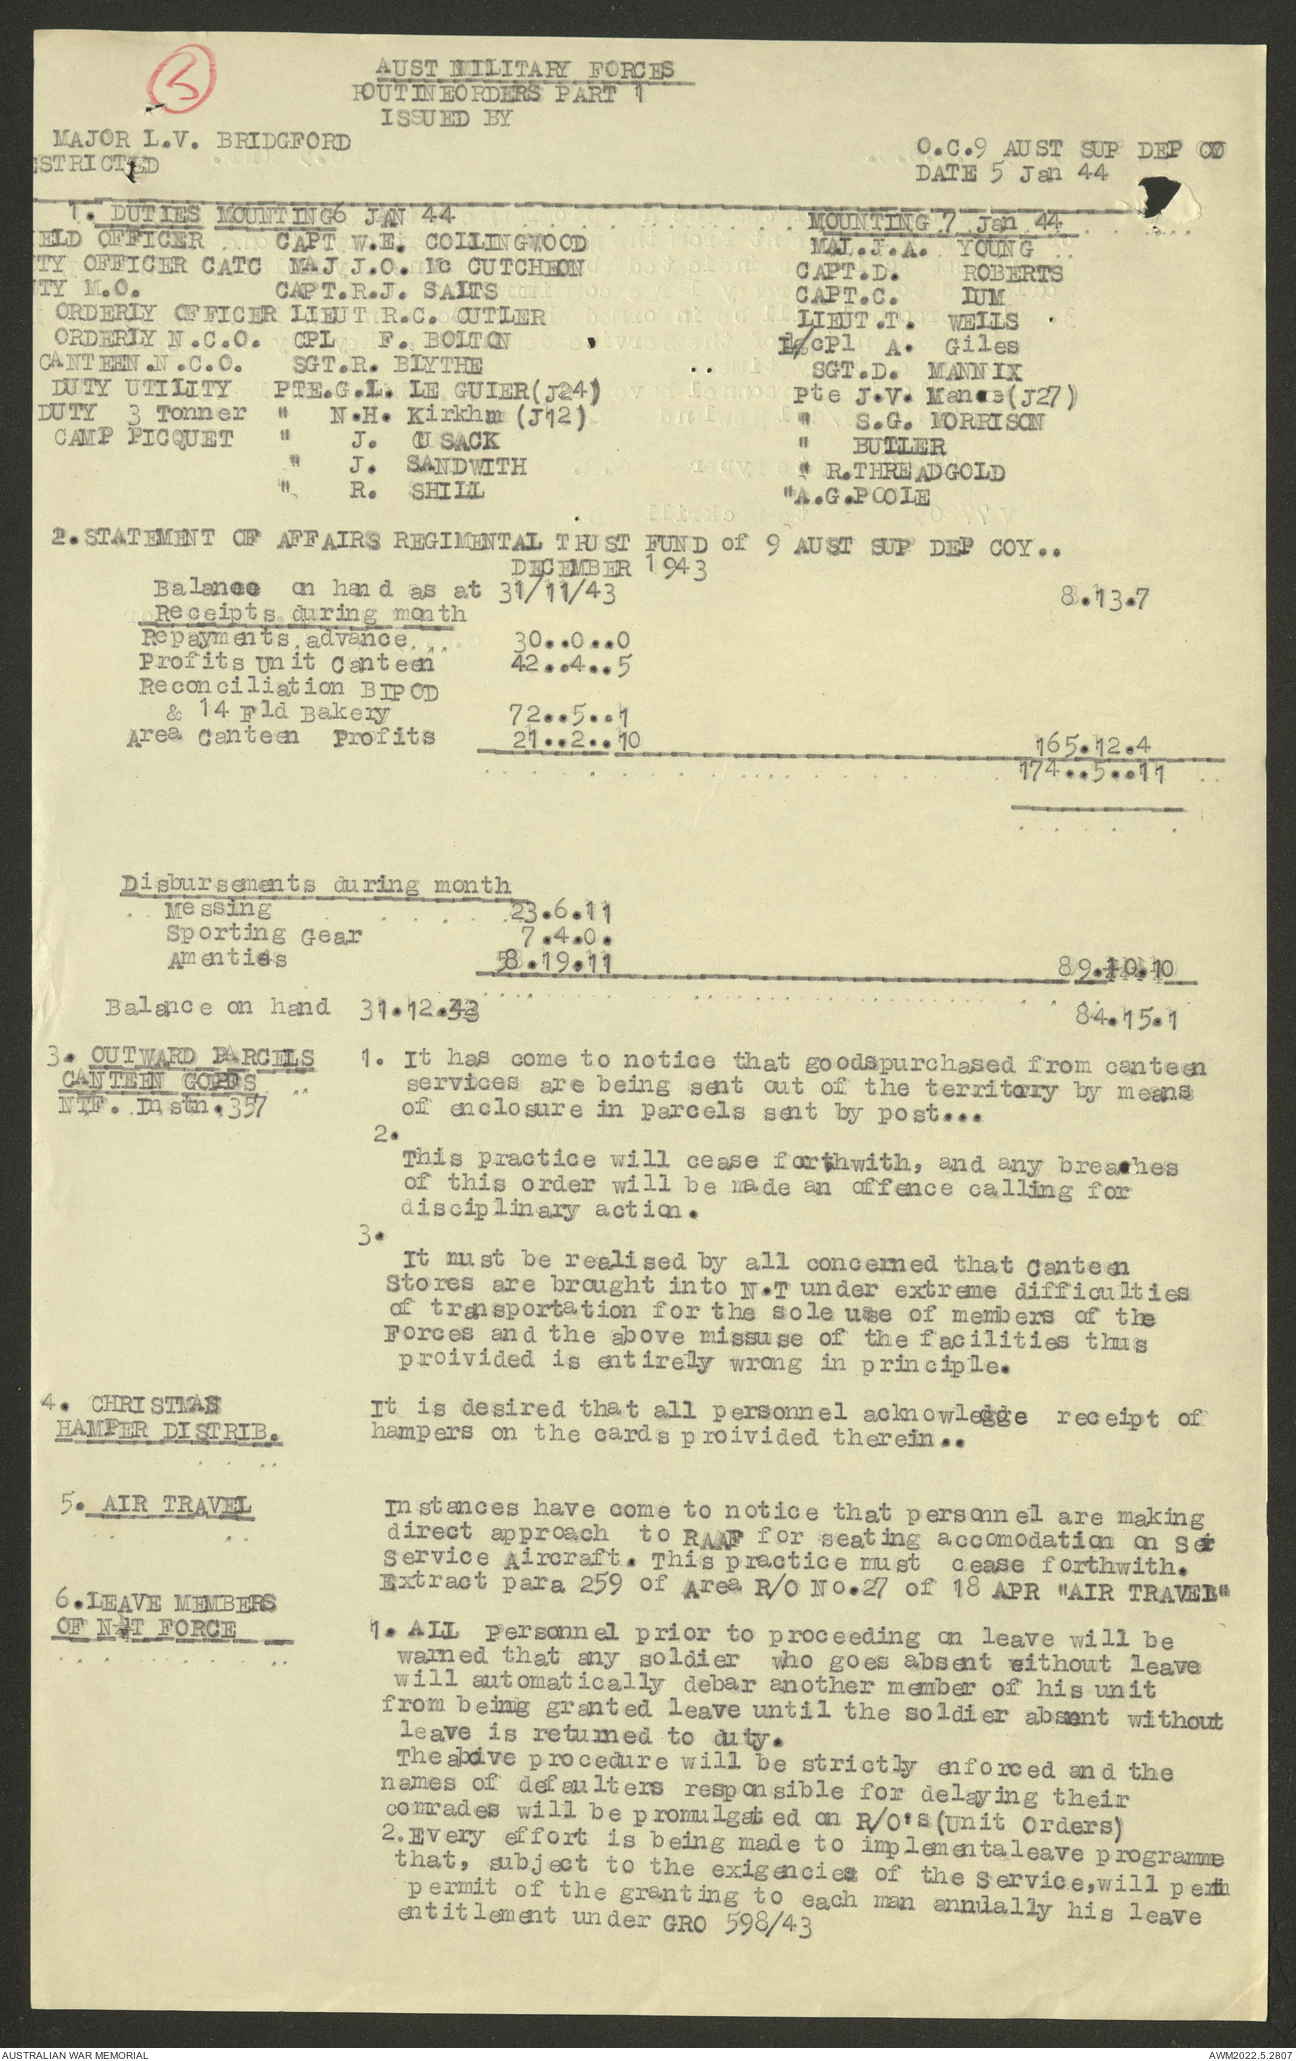 3
AUST MILITARY FORCES
ROUTINEORDERS PART 1
ISSUED BY
MAJOR L.V. BRIDGFORD
O.C.9 AUST SUP DEP CO
ESTRICTED
DATE 5 Jan 44
1. DUTIES MOUNTING6 JAN 44 MOUNTING 7 Jan 44
ELD OFFICER CAPT W.E. COLLINGWOOD MAJ.J.A. YOUNG
TY OFFICER CATC MAJ J.O. Mc CUTCHEON CAPT.D. ROBERTS
TY M.O. CAPT.R.J. SALTS CAPT.C. IUM
ORDERLY OFFICER LIEUT R.C. CUTLER LIEUT.T. WELLS
ORDERLY N.C.O. CPL F. BOLTON L/cpl A. Giles
CANTEEN.N.C.O. SGT.R. BLYTHE .. SGT.D. MANNIX
DUTY UTILITY PTE.G.L. LE GUIER(J24) Pte J.V. Mance(J27)
DUTY 3 Tonner " N.H. Kirkhm (J12) " S.G. MORRISON
CAMP PICQUET " J. CUSACK " BUTLER
" J. SANDWITH " R.THREADGOLD
" R. SHILL "A.G.POOLE
2.STATEMENT OF AFFAIRS REGIMENTAL TRUST FUND of 9 AUST SUP DEP COY..
DECEMBER 1943
Balance on hand as at 31/11/43 8.13.7
Receipts during month
Repayments advance... 30..0..0
Profits Unit Canteen 42..4..5
Reconciliation BIPOD
& 14 Fld Bakery 72..5..1
Area Canteen Profits 21..2..10 165.12.4
174..5..11
Disbursements during month
Messing 23.6.11
Sporting Gear 7.4.0.
Amenties 58.19.11 89.10.10
Balance on hand 31.12.43 84.15.1
3. OUTWARD PARCELS
CANTEEN GOODS
NTF. Instn.357
1. It has come to notice that goodspurchased from canteen
services are being sent out of the territory by means
of enclosure in parcels sent by post...
2.
This practice will cease forthwith, and any breaches
of this order will be made an offence calling for
disciplinary action.
3.
It must be realised by all concerned that Canteen
Stores are brought into N.T under extreme difficulties
of transportation for the sole use of members of the
Forces and the above missuse of the facilities thus
proivided is entirely wrong in principle.
4. CHRISTMAS
HAMPER DISTRIB.
It is desired that all personnel acknowledge receipt of
hampers on the cards proivided therein..
5. AIR TRAVEL
Instances have come to notice that personnel are making
direct approach to RAAF for seating accomodation on Ser
Service Aircraft. This practice must cease forthwith.
Extract para 259 of Area R/O No.27 of 18 APR "AIR TRAVEL"
6.LEAVE MEMBERS
OF N-T FORCE
1. ALL personnel prior to proceeding on leave will be
warned that any soldier who goes absent without leave
will automatically debar another member of his unit
from being granted leave until the soldier absent without
leave is returned to duty.
Theabove procedure will be strictly enforced and the
names of defaulters responsible for delaying their
comrades will be promulgated on R/O's(Unit Orders)
2.Every effort is being made to implementaleave programme
that, subject to the exigencies of the Service,will perm
permit of the granting to each man annually his leave
entitlement under GRO 598/43
AUSTRALIAN WAR MEMORIAL
AWM2022.5.2807